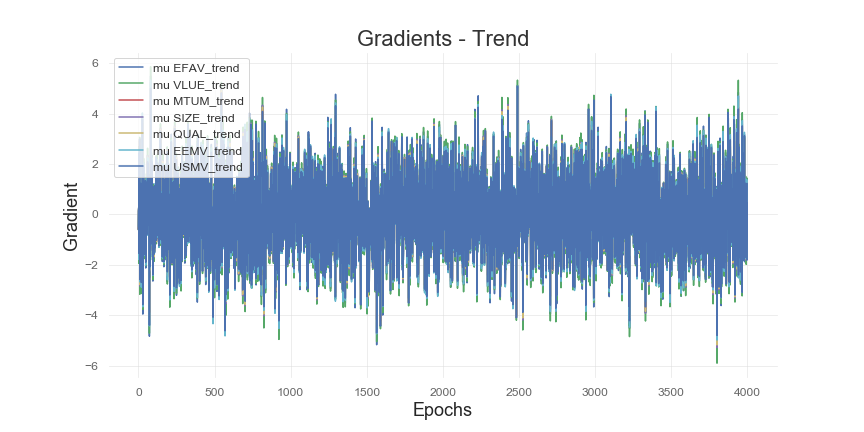 Gradients - Trend
6
4
2
0
−2
−4
−6
Gradient
mu EFAV_trend
mu VLUE_trend
mu MTUM_trend
mu SIZE_trend
mu QUAL_trend
mu EEMV_trend
mu USMV_trend
0 500 1000 1500 2000 2500 3000 3500 4000
Epochs